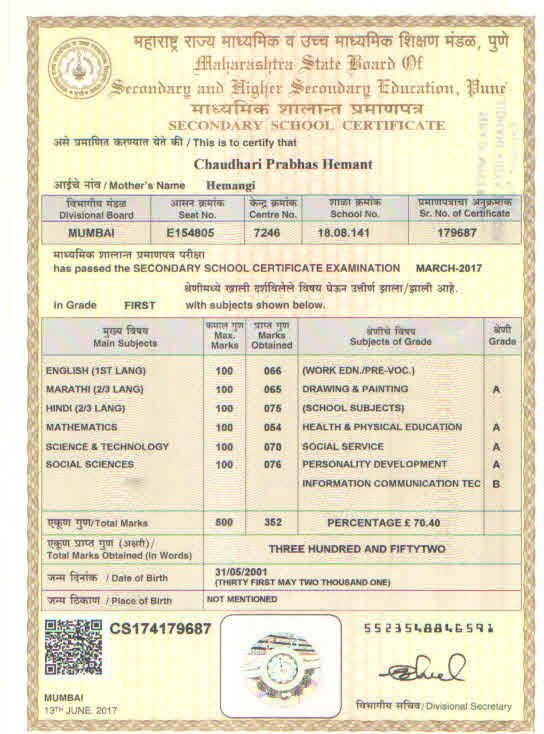 महाराष्ट्र राज्य माध्यमिक व उच्च माध्यमिक शिक्षण मंडळ, पुणे
Maharashtra State Board Of
Secondary and Higher Secondary Education, Pune
माध्यमिक शालान्त प्रमाणपत्र
SECONDARY SCHOOL CERTIFICATE
असे प्रमाणित करण्यात येते की / This is to certify that
Chaudhari Prabhas Hemant
आईचे नांव / Mother's Name Hemangi
विभागीय मंडळ आसन क्रमांक केन्द्र क्रमांक शाळा क्रमांक प्रमाणपत्राचा अनुक्रमांक
Divisional Board Seat No. Centre No. School No. Sr. No. of Certificate
MUMBAI E154805 7246 18.08.141 179687
माध्यमिक शालान्त प्रमाणपत्र परीक्षा
has passed the SECONDARY SCHOOL CERTIFICATE EXAMINATION MARCH-2017
श्रेणीमध्ये खाली दर्शविलेले विषय घेऊन उत्तीर्ण झाला/झाली आहे.
in Grade FIRST with subjects shown below.
मुख्य विषय कमाल गुण प्राप्त गुण श्रेणीचे विषय श्रेणी
Main Subjects Max. Marks Marks Obtained Subjects of Grade Grade
ENGLISH (1ST LANG) 100 066 (WORK EDN./PRE-VOC.)
MARATHI (2/3 LANG) 100 065 DRAWING & PAINTING A
HINDI (2/3 LANG) 100 075 (SCHOOL SUBJECTS)
MATHEMATICS 100 054 HEALTH & PHYSICAL EDUCATION A
SCIENCE & TECHNOLOGY 100 070 SOCIAL SERVICE A
SOCIAL SCIENCES 100 076 PERSONALITY DEVELOPMENT A
INFORMATION COMMUNICATION TEC B
एकूण गुण/Total Marks 500 352 PERCENTAGE £ 70.40
एकूण प्राप्त गुण (अक्षरी)/
Total Marks Obtained (In Words) THREE HUNDRED AND FIFTYTWO
जन्म दिनांक / Date of Birth 31/05/2001
(THIRTY FIRST MAY TWO THOUSAND ONE)
जन्म ठिकाण / Place of Birth NOT MENTIONED
CS174179687
5523548846591
MUMBAI
13TH JUNE. 2017
विभागीय सचिव/Divisional Secretary